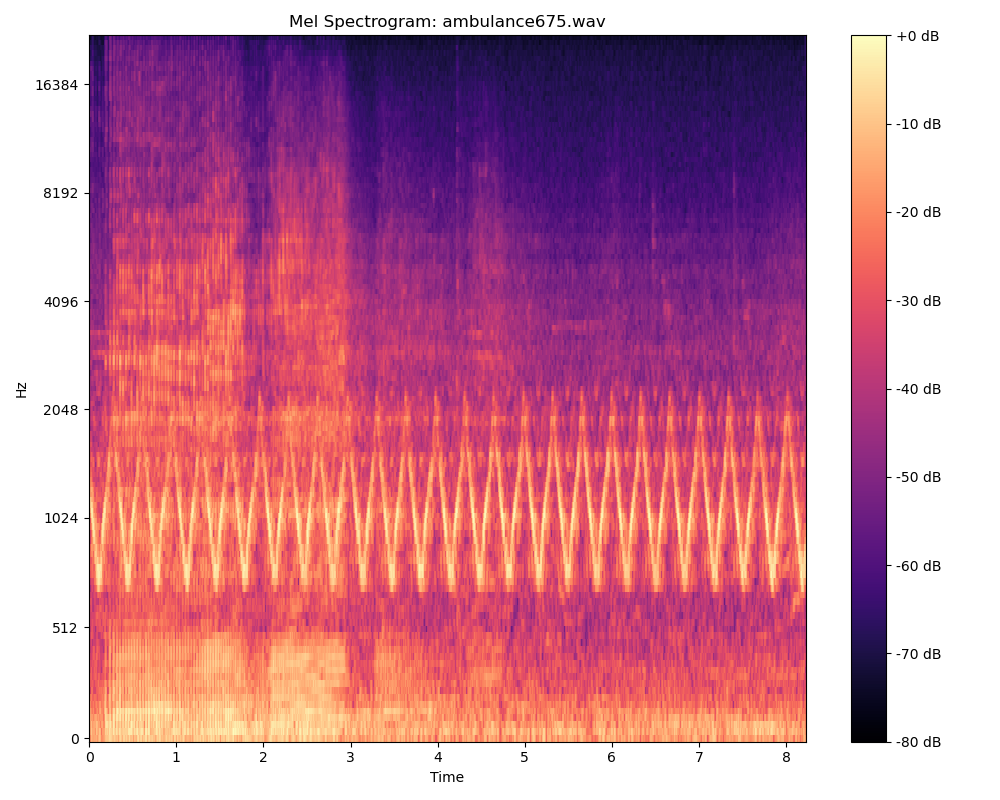 Mel Spectrogram: ambulance675.wav
16384
8192
4096
2048
1024
512
0
Hz
0 1 2 3 4 5 6 7 8
Time
+0 dB
-10 dB
-20 dB
-30 dB
-40 dB
-50 dB
-60 dB
-70 dB
-80 dB